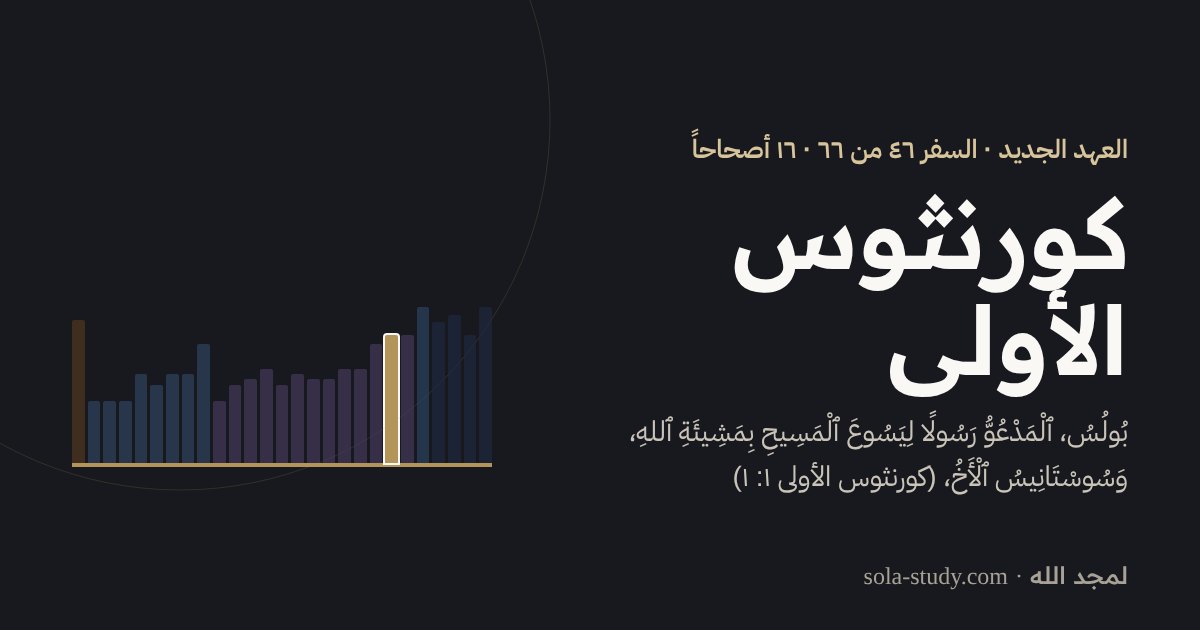 العهد الجديد · السفر ٤٦ من ٦٦ · ١٦ أصحاحاً
كورنثوس
الأولى
بُولُسُ، ٱلْمَدْعُوُّ رَسُولًا لِيَسُوعَ ٱلْمَسِيحِ بِمَشِيئَةِ ٱللهِ،
وَسُوسْتَانِيسُ ٱلْأَخُ، (كورنثوس الأولى ١: ١)
لمجد الله · sola-study.com